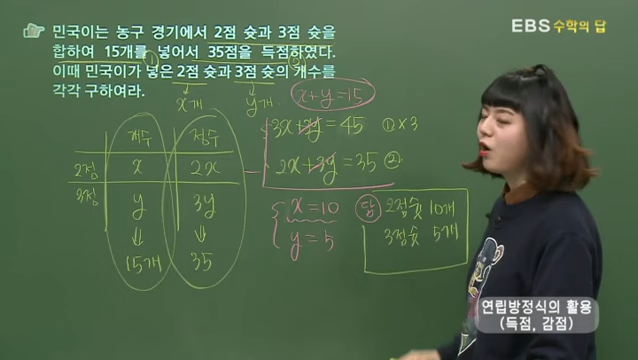 민국이는 농구 경기에서 2점 슛과 3점 슛을
합하여 15개를 넣어서 35점을 득점하였다.
이때 민국이가 넣은 2점 슛과 3점 슛의 개수를
각각 구하여라.
EBS 수학의 답
① ②
x개 y개
x+y=15
3x+3y=45 ①×3
2x+3y=35 ②
개수 점수
2점 x 2x
3점 y 3y
⇓ ⇓
15개 35
x=10
y=5
답 2점슛 10개
3점슛 5개
연립방정식의 활용
(득점, 감점)